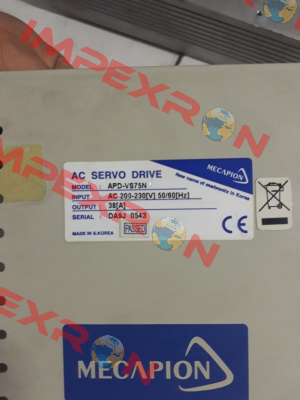 IMPEXRON
AC SERVO DRIVE
MECAPION
New name of metronix in Korea
MODEL : APD-VS75N
INPUT : AC 200-230[V] 50/60[Hz]
OUTPUT : 38[A]
SERIAL DA9J 0543
PASSED
MADE IN S.KOREA
CE
MECAPION
IMPEXRON